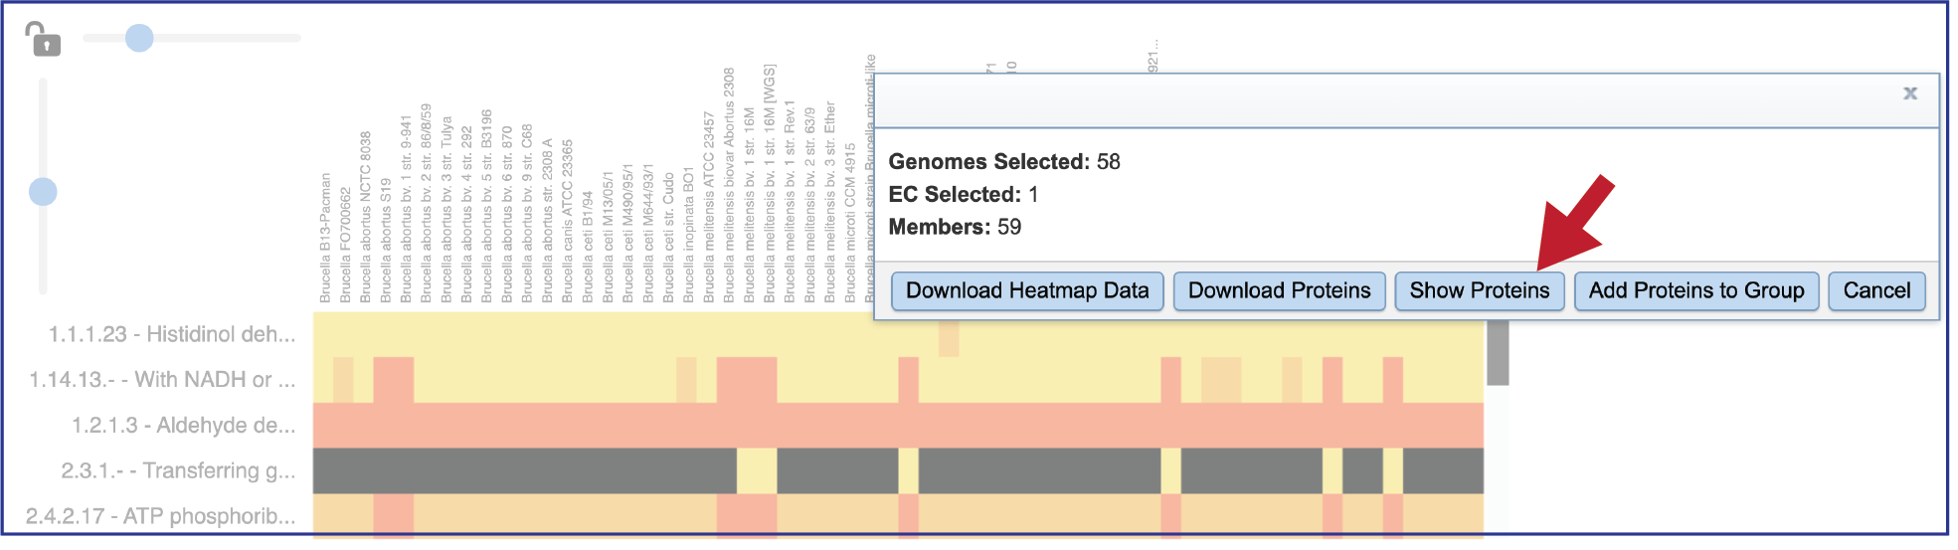 Brucella B13-Pacman
Brucella FO700662
Brucella abortus NCTC 8038
Brucella abortus S19
Brucella abortus bv. 1 str. 9-941
Brucella abortus bv. 2 str. 86/8/59
Brucella abortus bv. 3 str. Tulya
Brucella abortus bv. 4 str. 292
Brucella abortus bv. 5 str. B3196
Brucella abortus bv. 6 str. 870
Brucella abortus bv. 9 str. C68
Brucella abortus str. 2308 A
Brucella canis ATCC 23365
Brucella ceti B1/94
Brucella ceti M13/05/1
Brucella ceti M490/95/1
Brucella ceti M644/93/1
Brucella ceti str. Cudo
Brucella inopinata BO1
Brucella melitensis ATCC 23457
Brucella melitensis biovar Abortus 2308
Brucella melitensis bv. 1 str. 16M
Brucella melitensis bv. 1 str. 16M [WGS]
Brucella melitensis bv. 1 str. Rev.1
Brucella melitensis bv. 2 str. 63/9
Brucella melitensis bv. 3 str. Ether
Brucella microti CCM 4915
Brucella microti strain Brucella microti-like
71
10
921...
x
Genomes Selected: 58
EC Selected: 1
Members: 59
Download Heatmap Data Download Proteins Show Proteins Add Proteins to Group Cancel
1.1.1.23 - Histidinol deh...
1.14.13.- - With NADH or ...
1.2.1.3 - Aldehyde de...
2.3.1.- - Transferring g...
2.4.2.17 - ATP phosphorib...